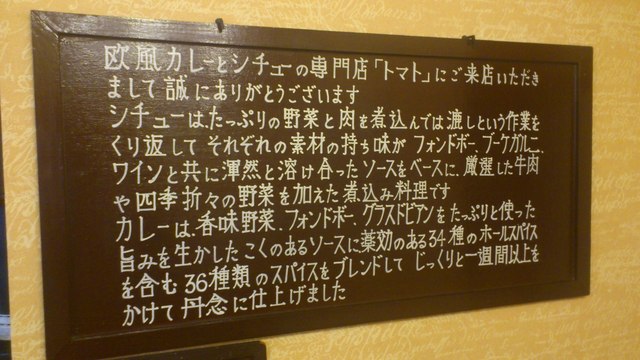 欧風カレーとシチューの専門店「トマト」にご来店いただき
まして誠にありがとうございます
シチューは、たっぷりの野菜と肉を煮込んでは漉しという作業を
くり返して それぞれの素材の持ち味が フォンドボー、ブーケガルニ、
ワインと共に渾然と溶け合ったソースをベースに、厳選した牛肉
や四季折々の野菜を加えた煮込み料理です
カレーは、香味野菜、フォンドボー、グラスドビアンをたっぷりと使った
旨みを生かしたこくのあるソースに薬効のある34種のホールスパイス
を含む36種類のスパイスをブレンドして じっくりと一週間以上を
かけて丹念に仕上げました